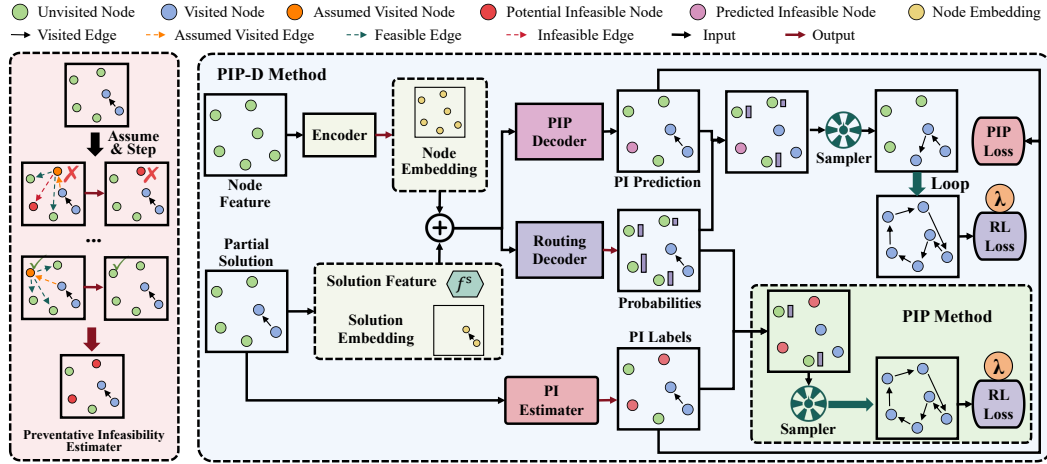 Unvisited Node
Visited Node
Assumed Visited Node
Potential Infeasible Node
Predicted Infeasible Node
Node Embedding
Visited Edge
Assumed Visited Edge
Feasible Edge
Infeasible Edge
Input
Output
Assume
& Step
...
Preventative Infeasibility
Estimater
PIP-D Method
Node
Feature
Encoder
Node
Embedding
Partial
Solution
Solution Feature
f^s
Solution
Embedding
PIP
Decoder
Routing
Decoder
PI
Estimater
PI Prediction
Probabilities
PI Labels
Sampler
Loop
PIP
Loss
λ
RL
Loss
PIP Method
Sampler
λ
RL
Loss